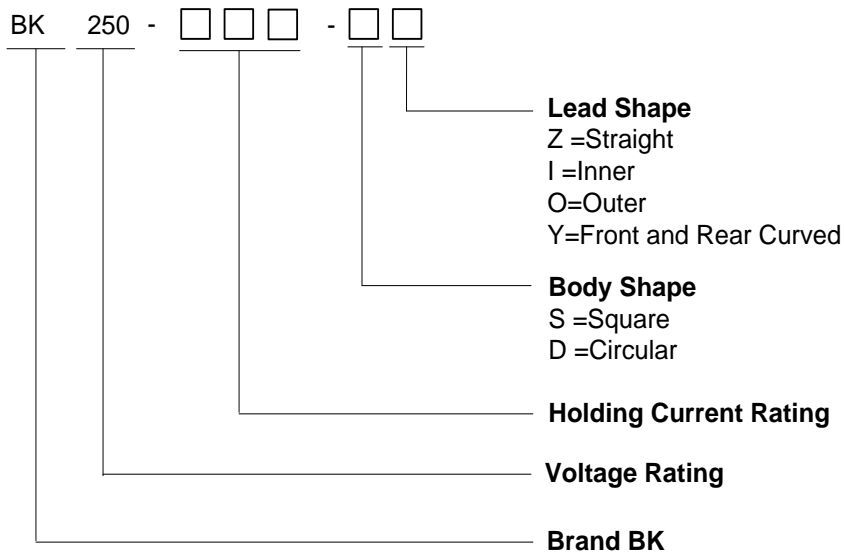 BK 250 - □□□ - □□
Lead Shape
Z =Straight
I =Inner
O=Outer
Y=Front and Rear Curved
Body Shape
S =Square
D =Circular
Holding Current Rating
Voltage Rating
Brand BK